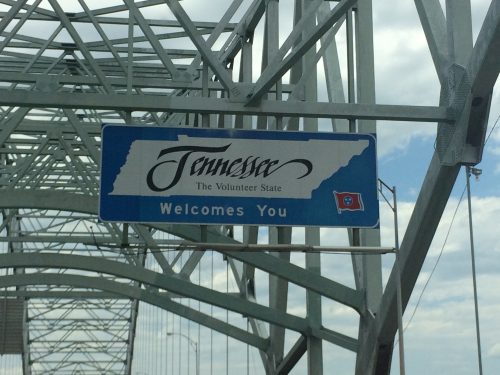 Tennessee
The Volunteer State
Welcomes You